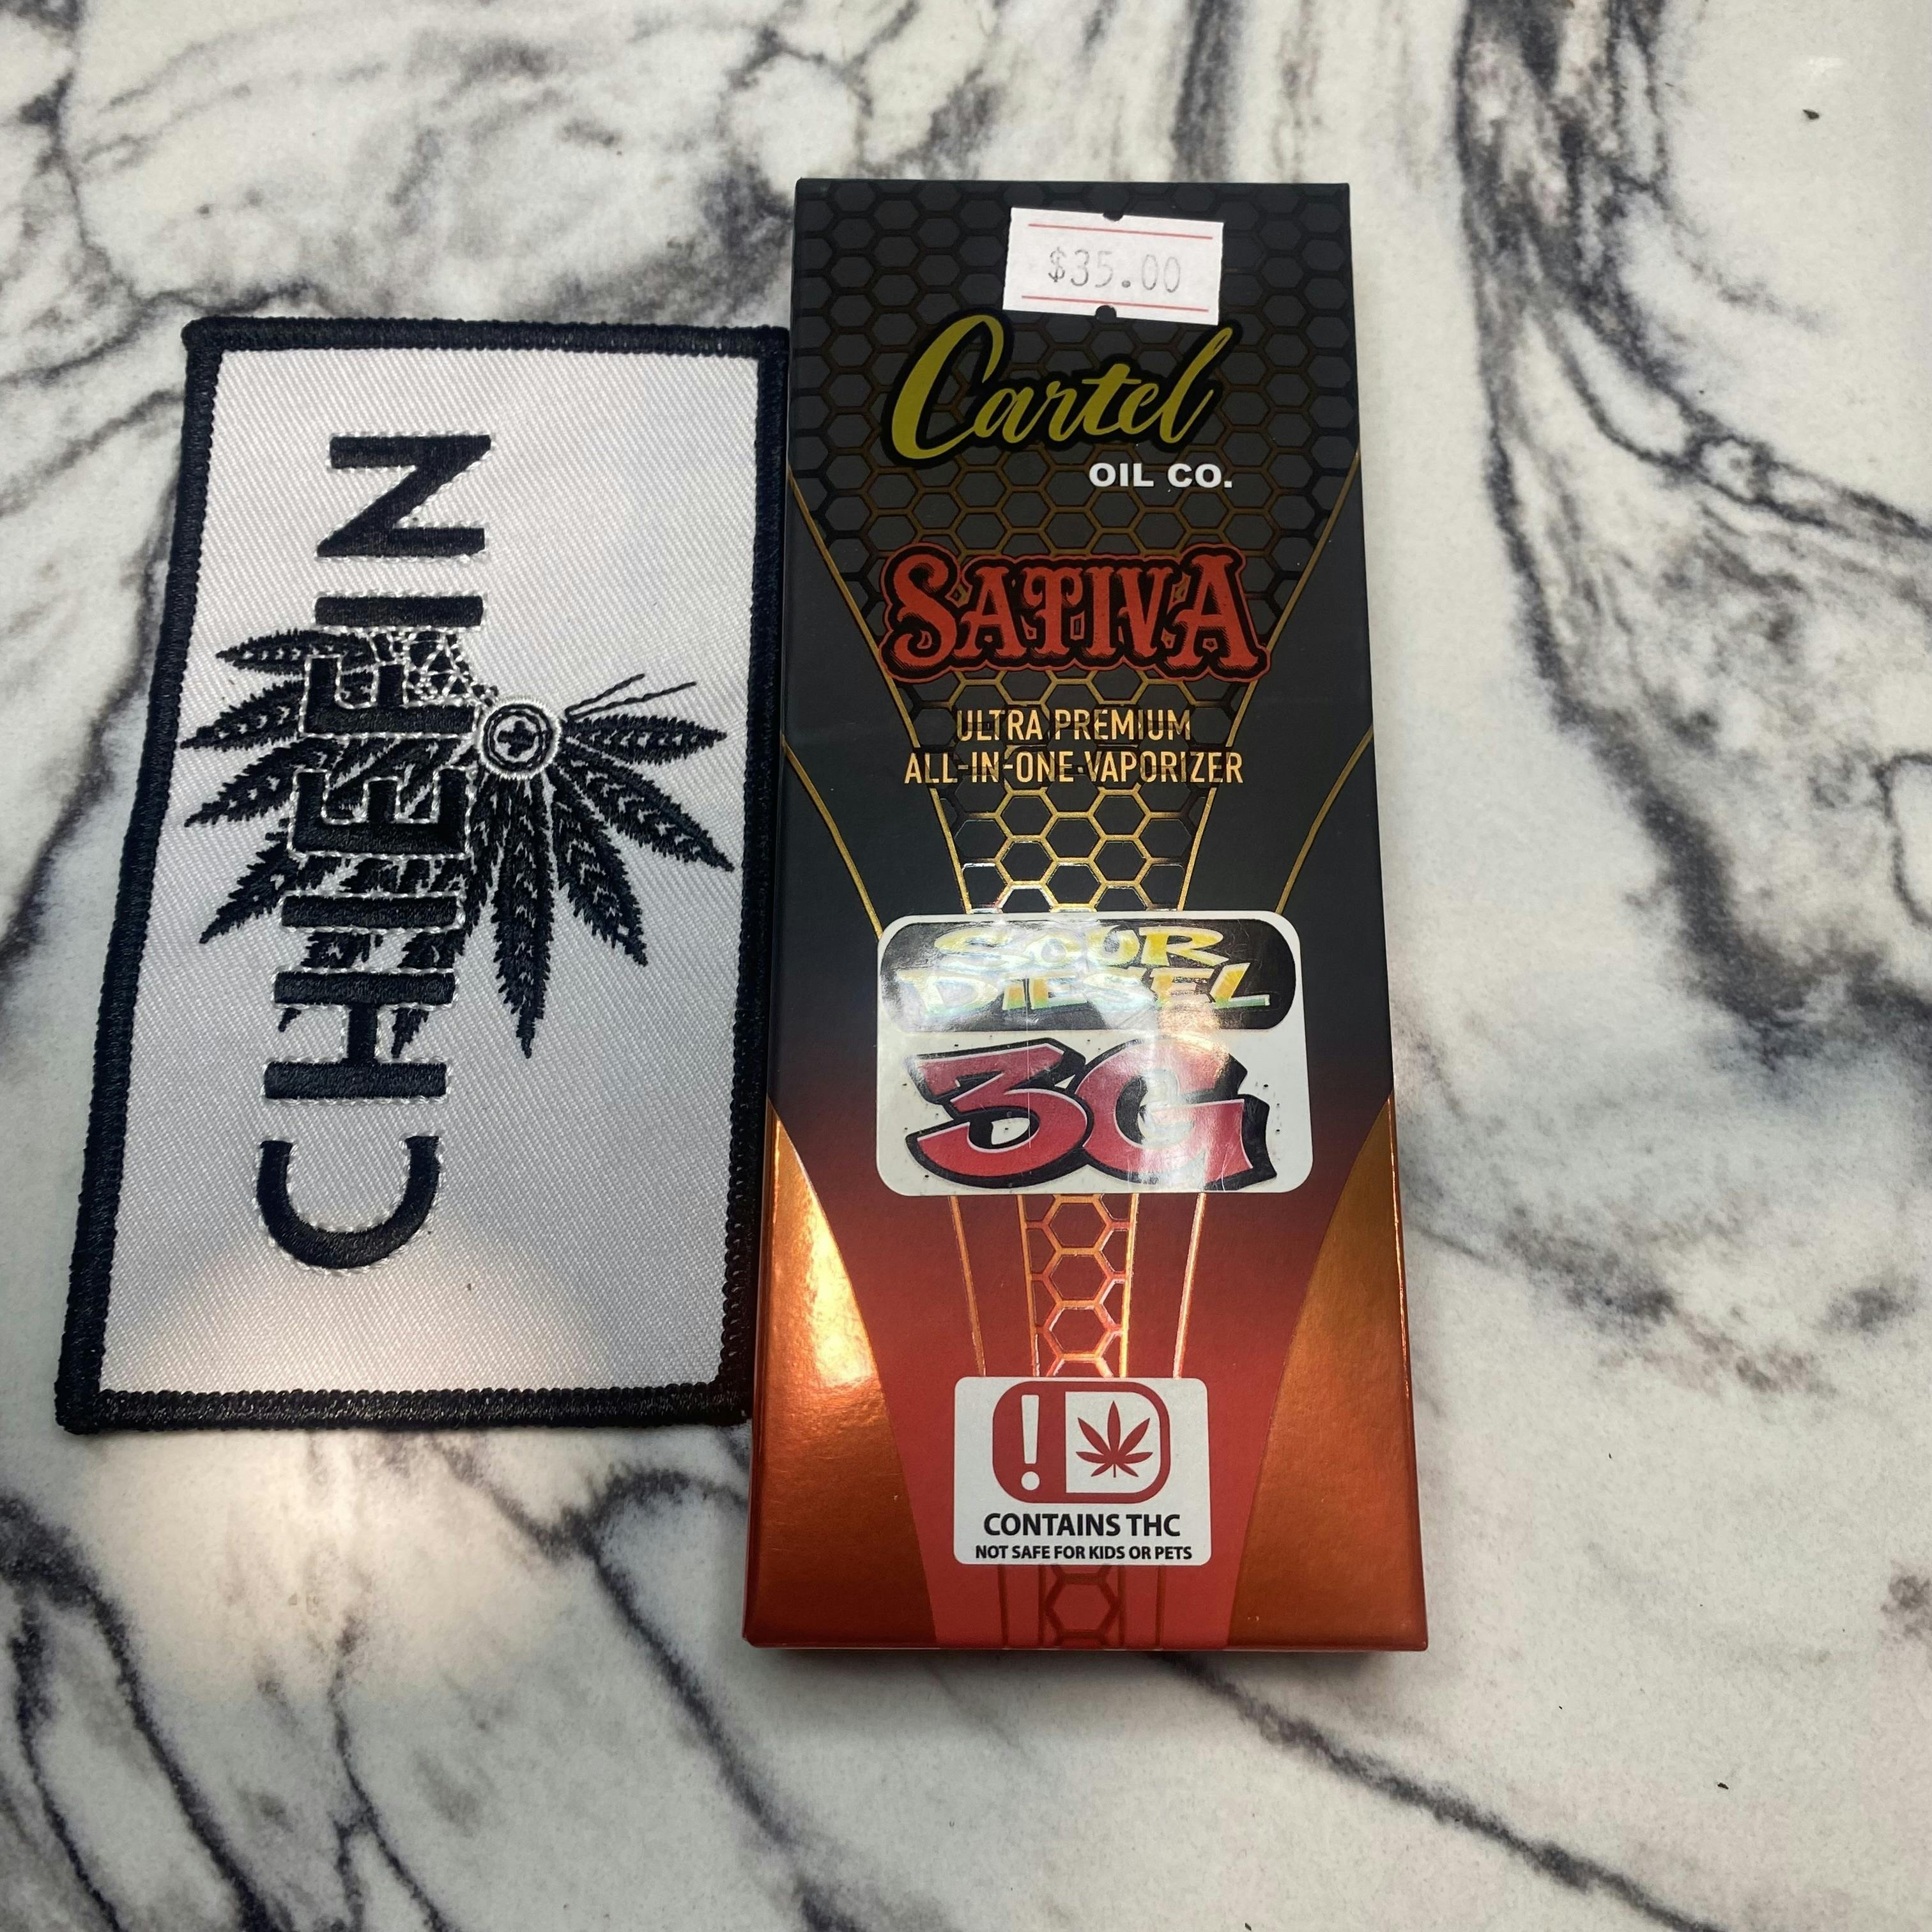 CHIEFIN
$35.00
Cartel
OIL CO.
SATIVA
ULTRA PREMIUM
ALL-IN-ONE VAPORIZER
SOUR
DIESEL
3G
!
CONTAINS THC
NOT SAFE FOR KIDS OR PETS